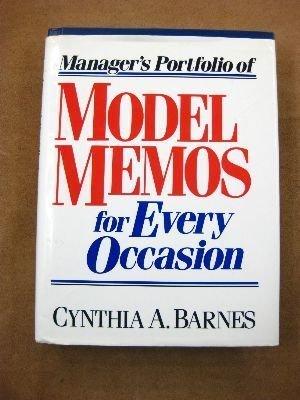 Manager's Portfolio of
MODEL
MEMOS
for Every
Occasion
CYNTHIA A. BARNES